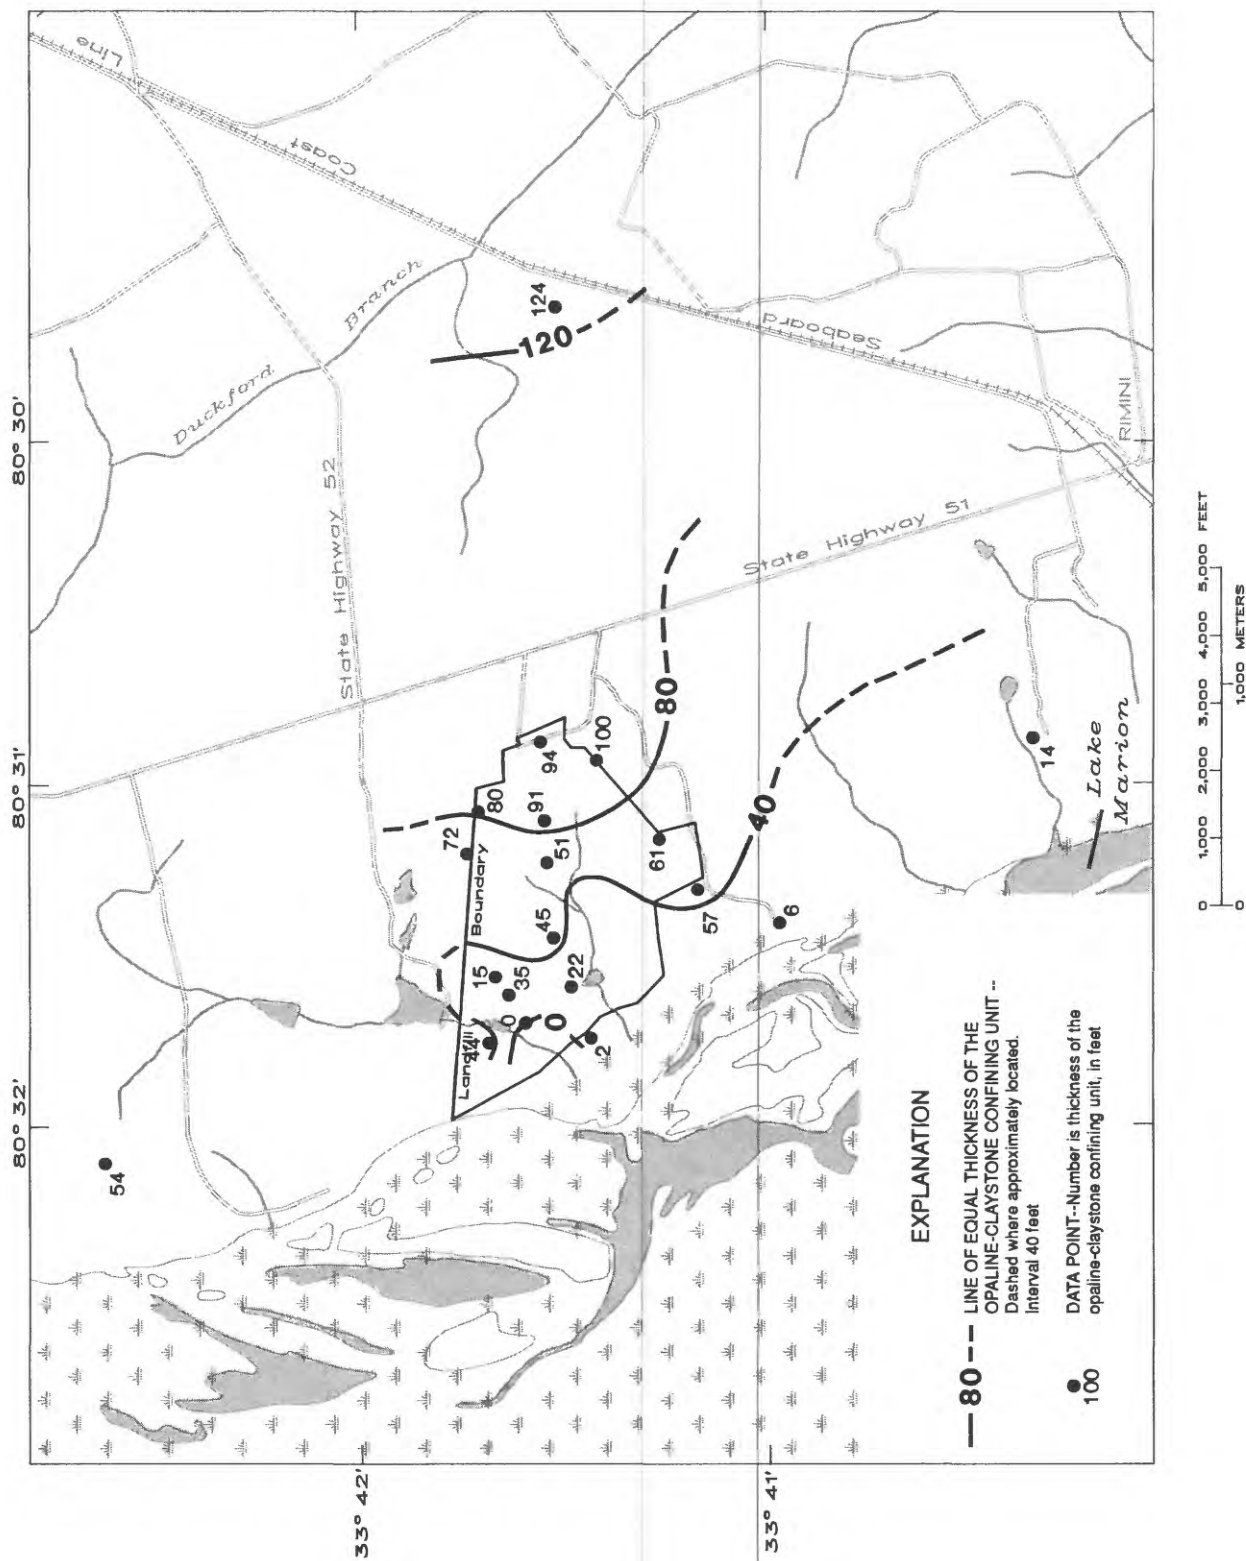 80° 32'
80° 31'
80° 30'
33° 42'
33° 41'
Coast
Line
Seaboard
Duckford
Branch
State Highway 52
State Highway 51
RIMINI
Lake
Marion
Landfill
Boundary
54
124
120
72
80
91
94
100
51
45
15
35
0
0
44
22
2
61
57
6
80
40
14
EXPLANATION
80 LINE OF EQUAL THICKNESS OF THE
OPALINE-CLAYSTONE CONFINING UNIT --
Dashed where approximately located.
Interval 40 feet
100 DATA POINT--Number is thickness of the
opaline-claystone confining unit, in feet
0 1,000 2,000 3,000 4,000 5,000 FEET
0 1,000 METERS